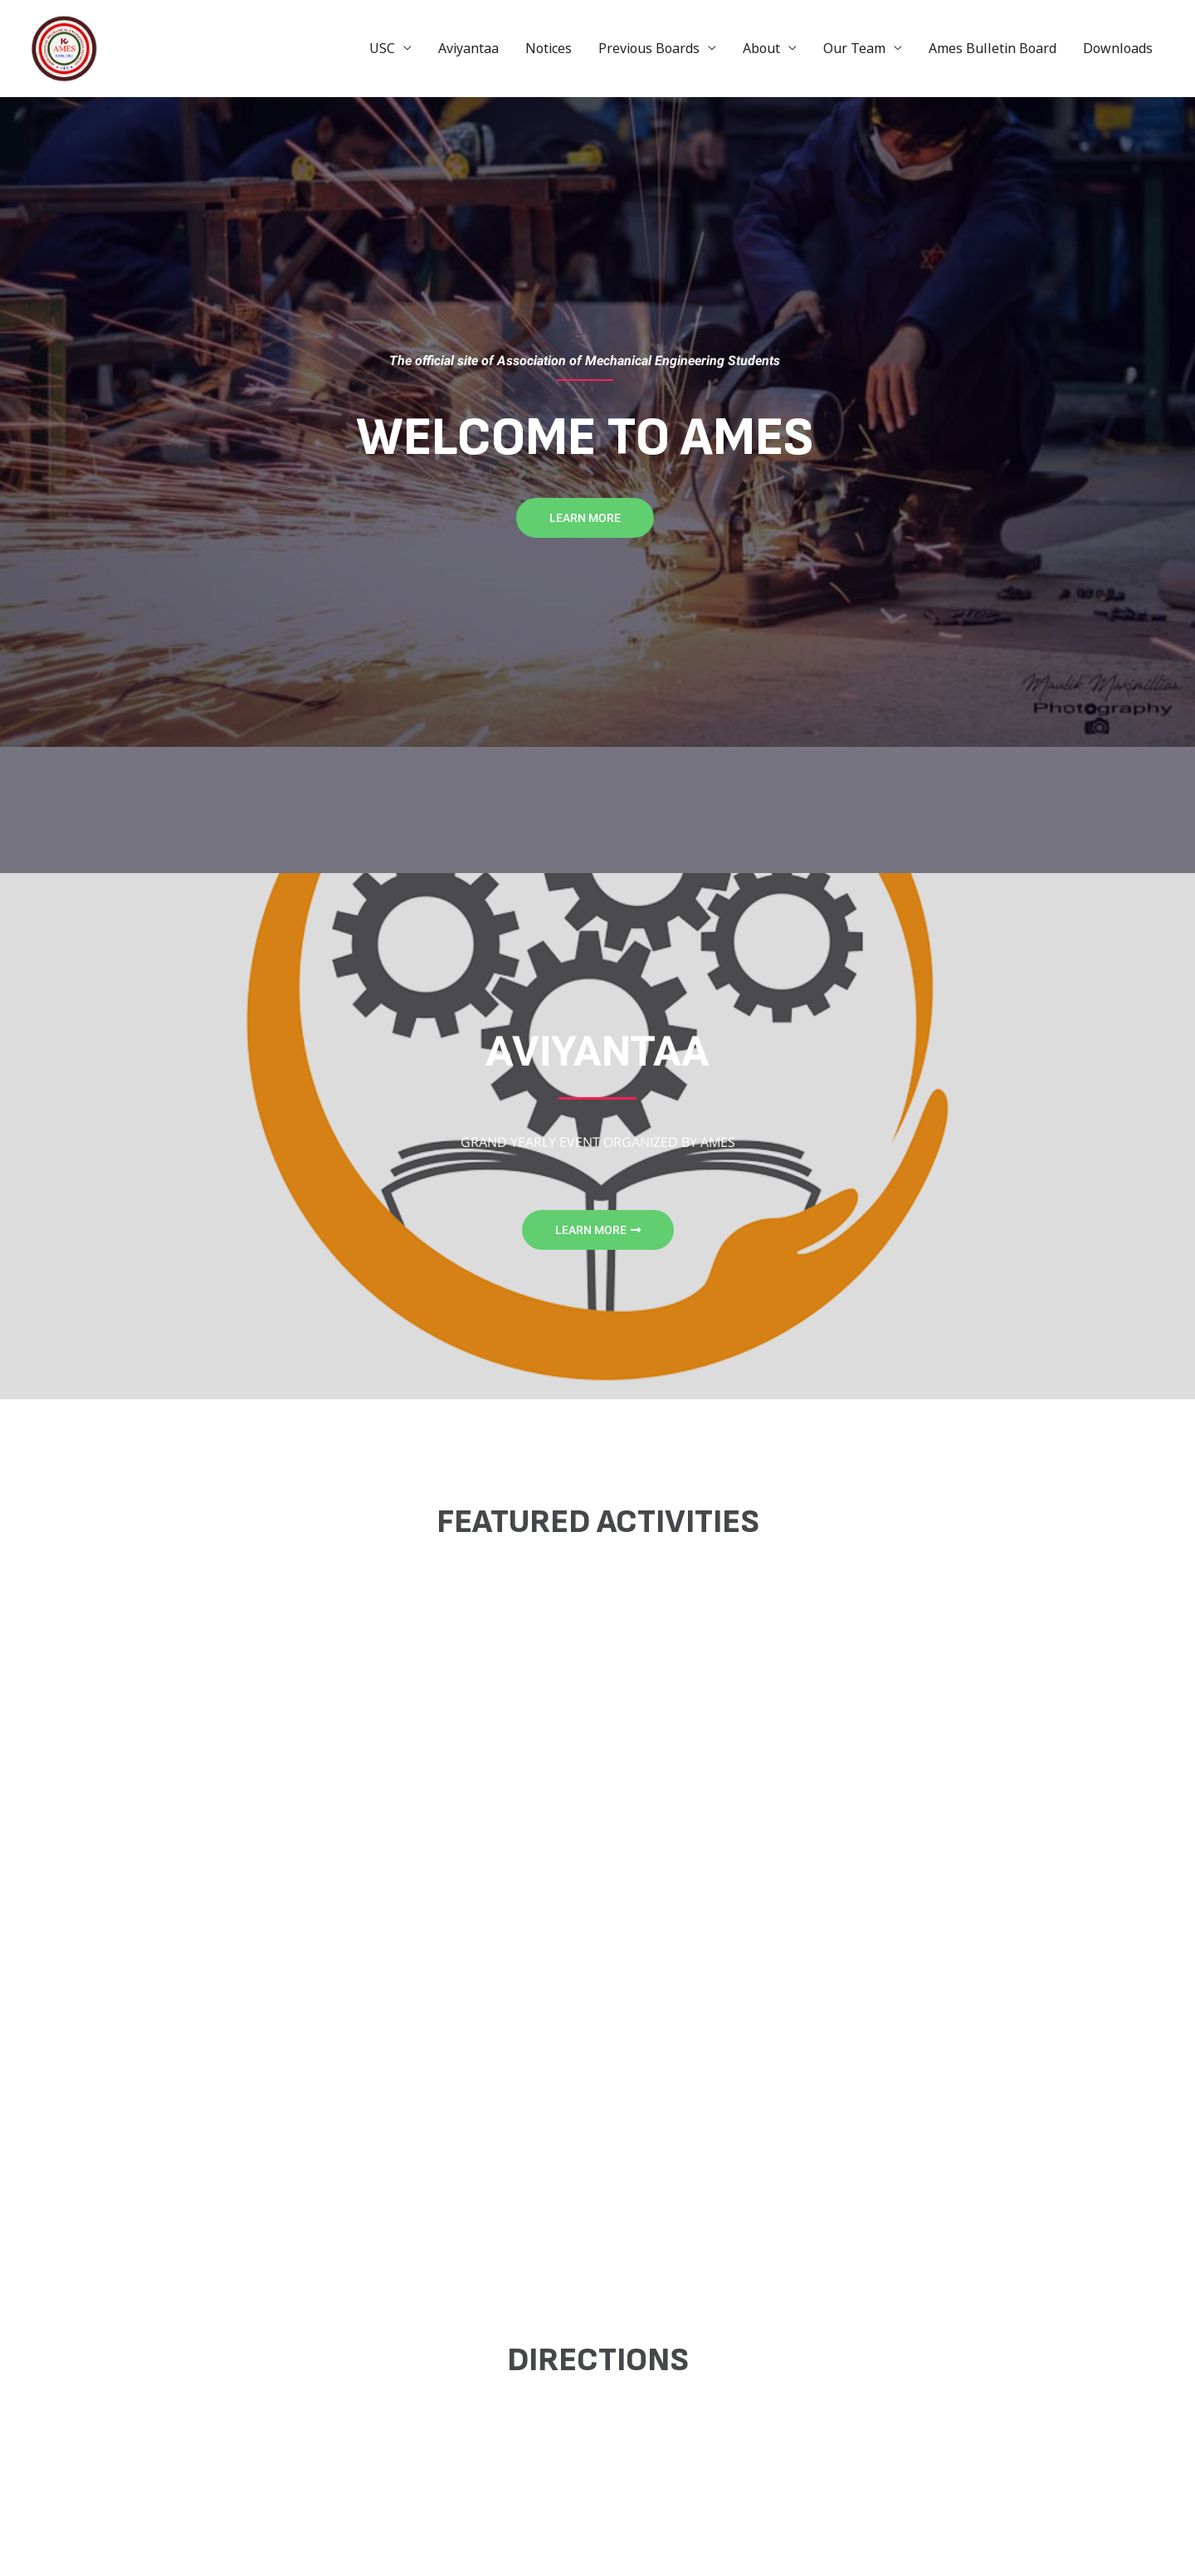 AMES
USC
Aviyantaa
Notices
Previous Boards
About
Our Team
Ames Bulletin Board
Downloads
The official site of Association of Mechanical Engineering Students
WELCOME TO AMES
LEARN MORE
Maulik Maximillian
Photography
AVIYANTAA
GRAND YEARLY EVENT ORGANIZED BY AMES
LEARN MORE
FEATURED ACTIVITIES
DIRECTIONS